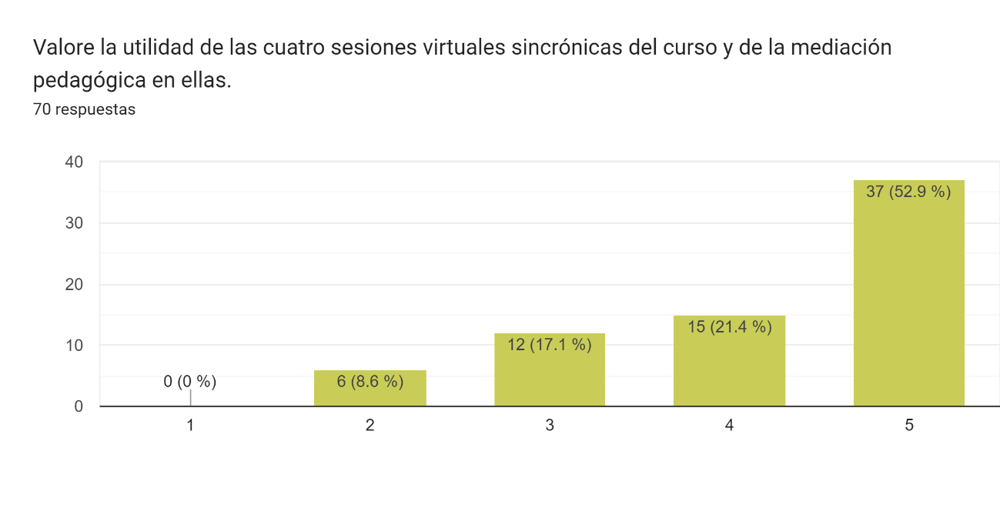 Valore la utilidad de las cuatro sesiones virtuales sincrónicas del curso y de la mediación
pedagógica en ellas.
70 respuestas
40
30
20
10
0
0 (0 %)
6 (8.6 %)
12 (17.1 %)
15 (21.4 %)
37 (52.9 %)
1
2
3
4
5